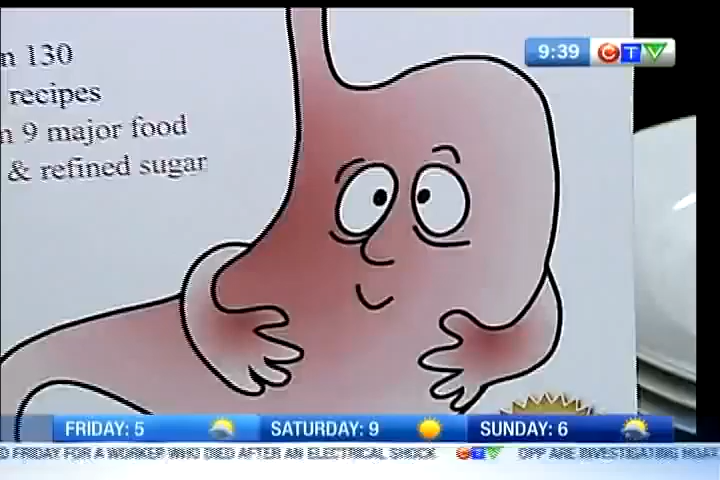 n 130
recipes
n 9 major food
& refined sugar
9:39 CTV
FRIDAY: 5
SATURDAY: 9
SUNDAY: 6
D FRIDAY FOR A WORKER WHO DIED AFTER AN ELECTRICAL SHOCK CTV OPP ARE INVESTIGATING